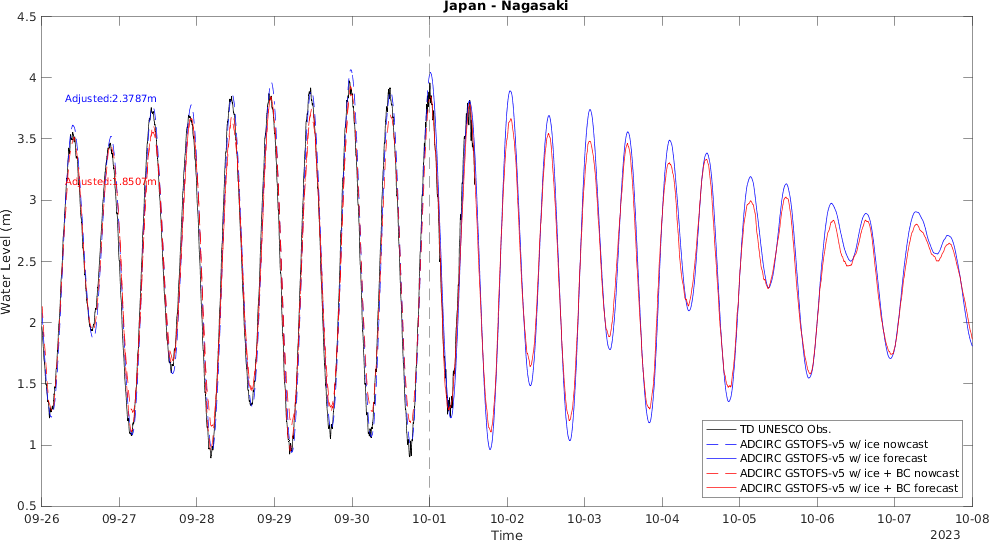 Japan - Nagasaki
Water Level (m)
4.5
4
3.5
3
2.5
2
1.5
1
0.5
Adjusted:2.3787m
Adjusted:1.8507m
TD UNESCO Obs.
ADCIRC GSTOFS-v5 w/ ice nowcast
ADCIRC GSTOFS-v5 w/ ice forecast
ADCIRC GSTOFS-v5 w/ ice + BC nowcast
ADCIRC GSTOFS-v5 w/ ice + BC forecast
09-26 09-27 09-28 09-29 09-30 10-01 10-02 10-03 10-04 10-05 10-06 10-07 10-08
Time
2023